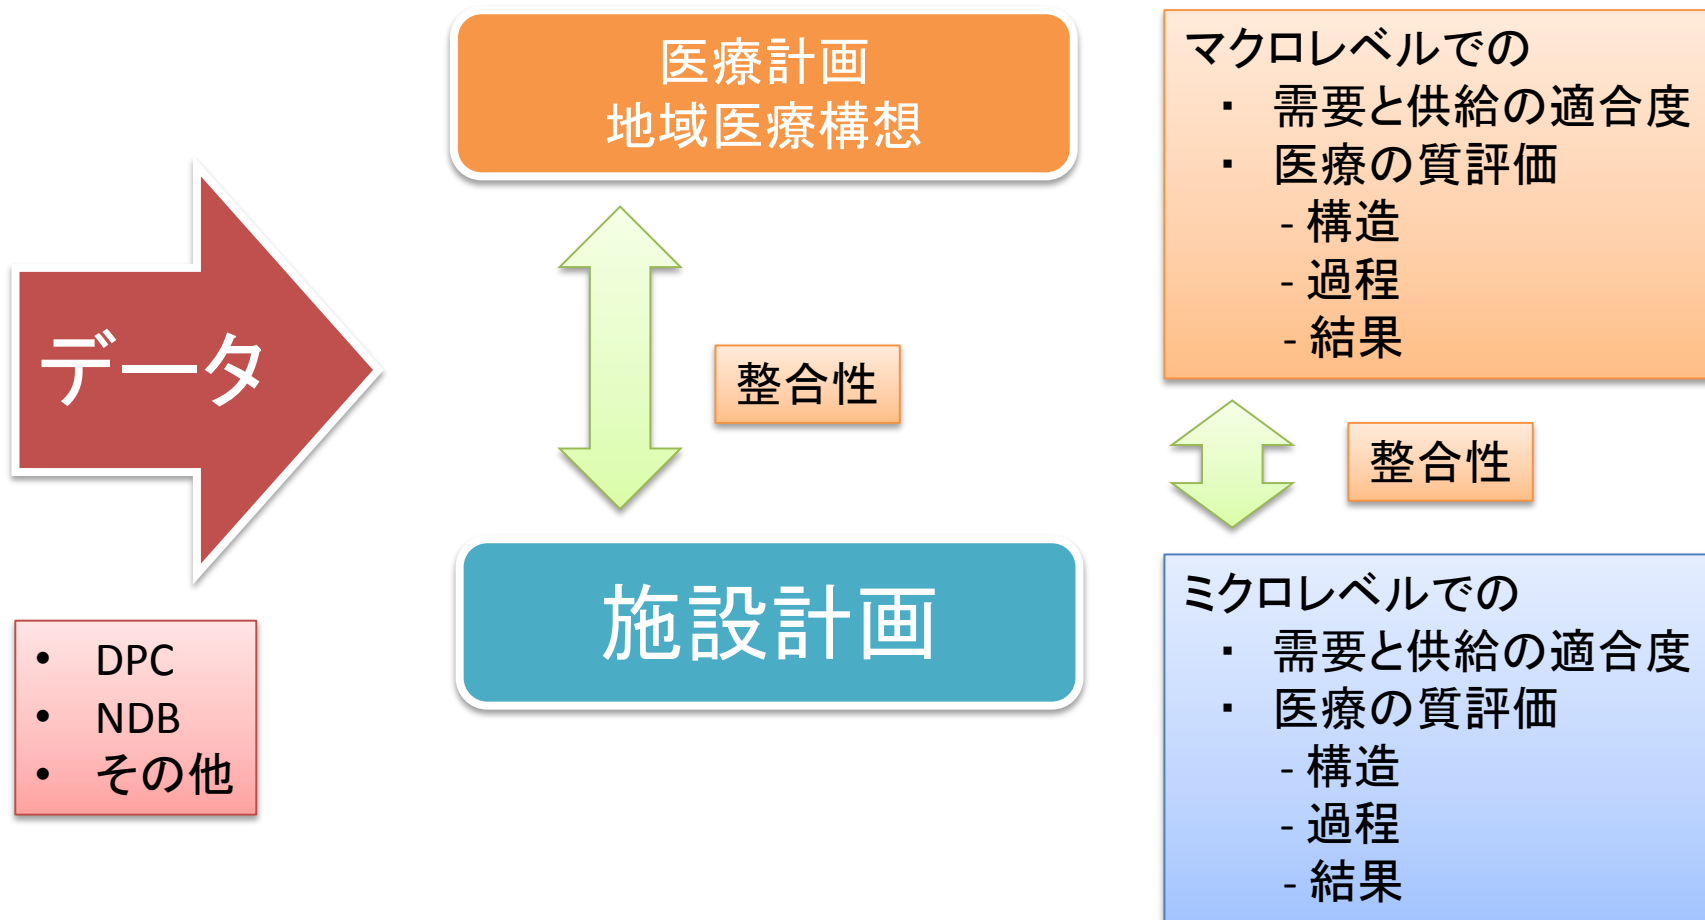 医療計画
地域医療構想
データ
整合性
施設計画
• DPC
• NDB
• その他
マクロレベルでの
・ 需要と供給の適合度
・ 医療の質評価
- 構造
- 過程
- 結果
整合性
ミクロレベルでの
・ 需要と供給の適合度
・ 医療の質評価
- 構造
- 過程
- 結果